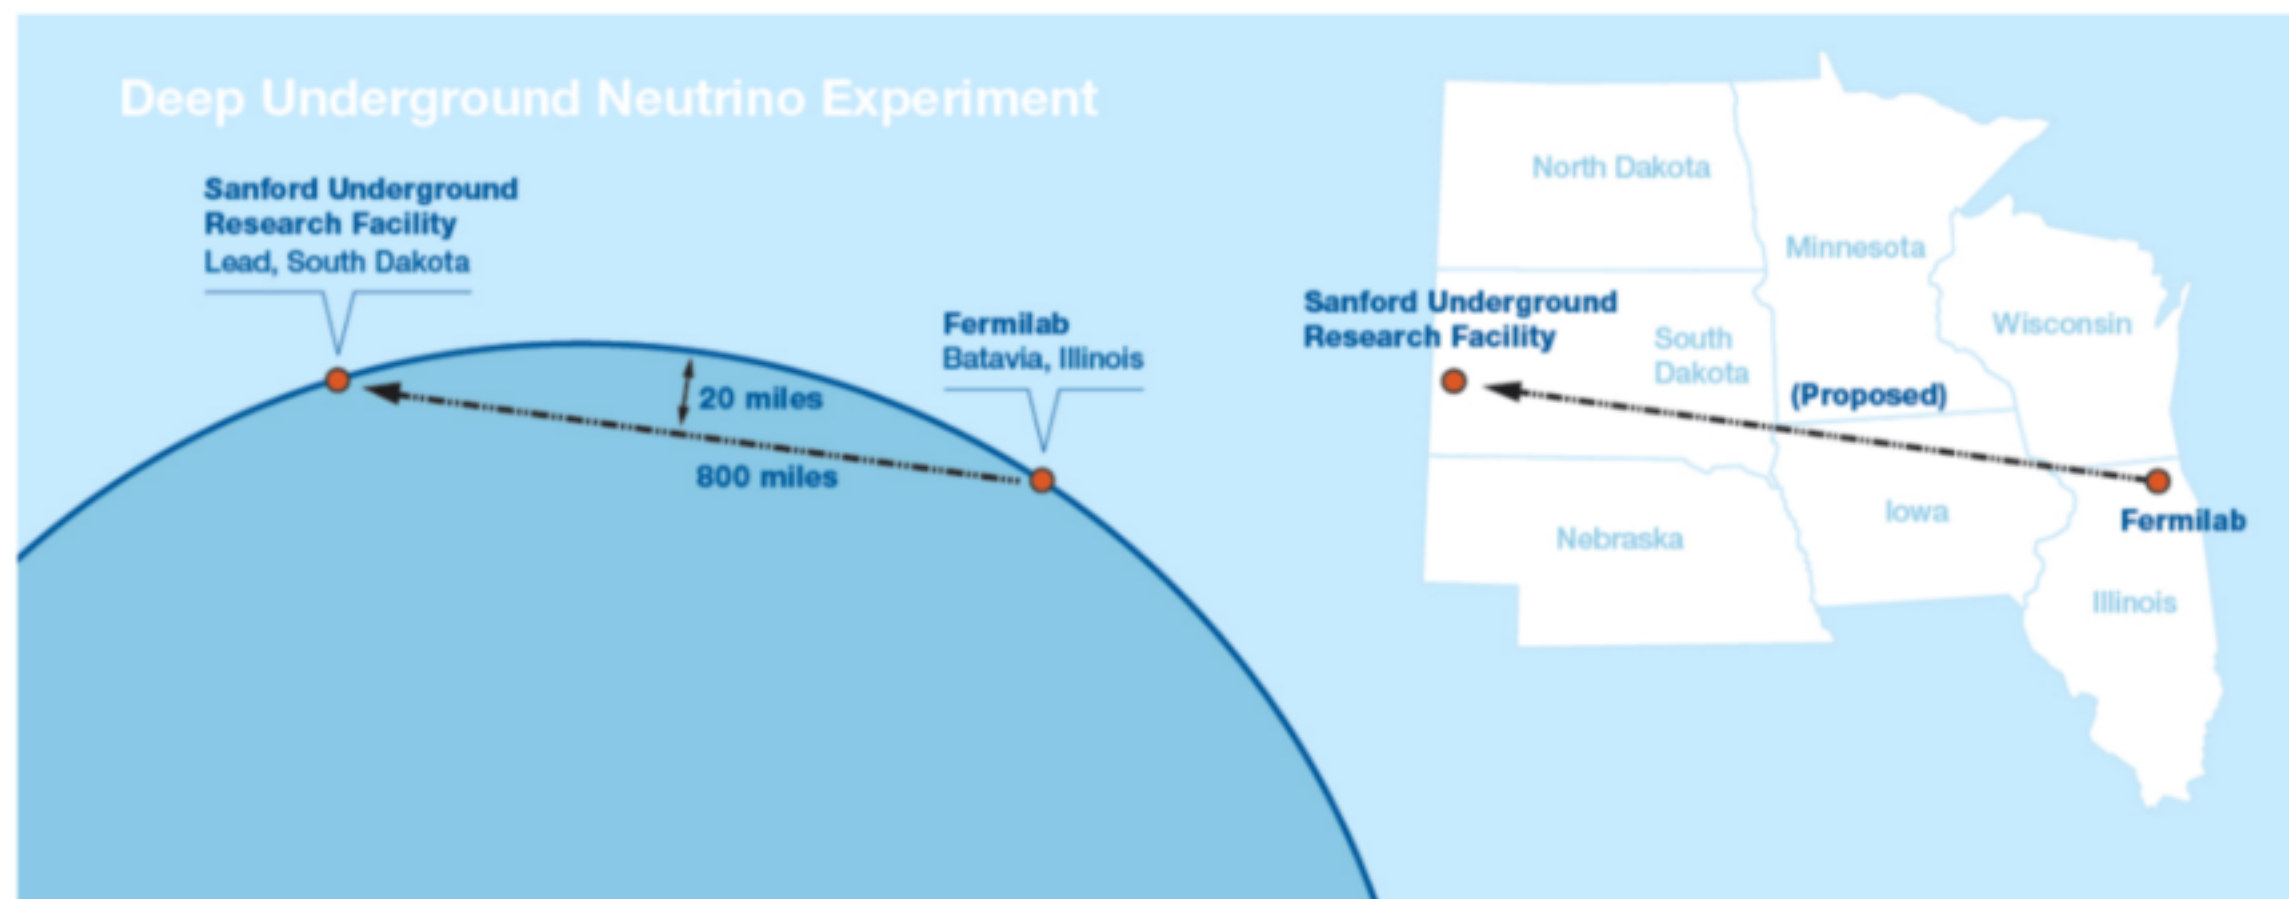 Deep Underground Neutrino Experiment
Sanford Underground
Research Facility
Lead, South Dakota
Fermilab
Batavia, Illinois
20 miles
800 miles
North Dakota
Minnesota
Sanford Underground
Research Facility
South
Dakota
Wisconsin
(Proposed)
Iowa
Fermilab
Nebraska
Illinois